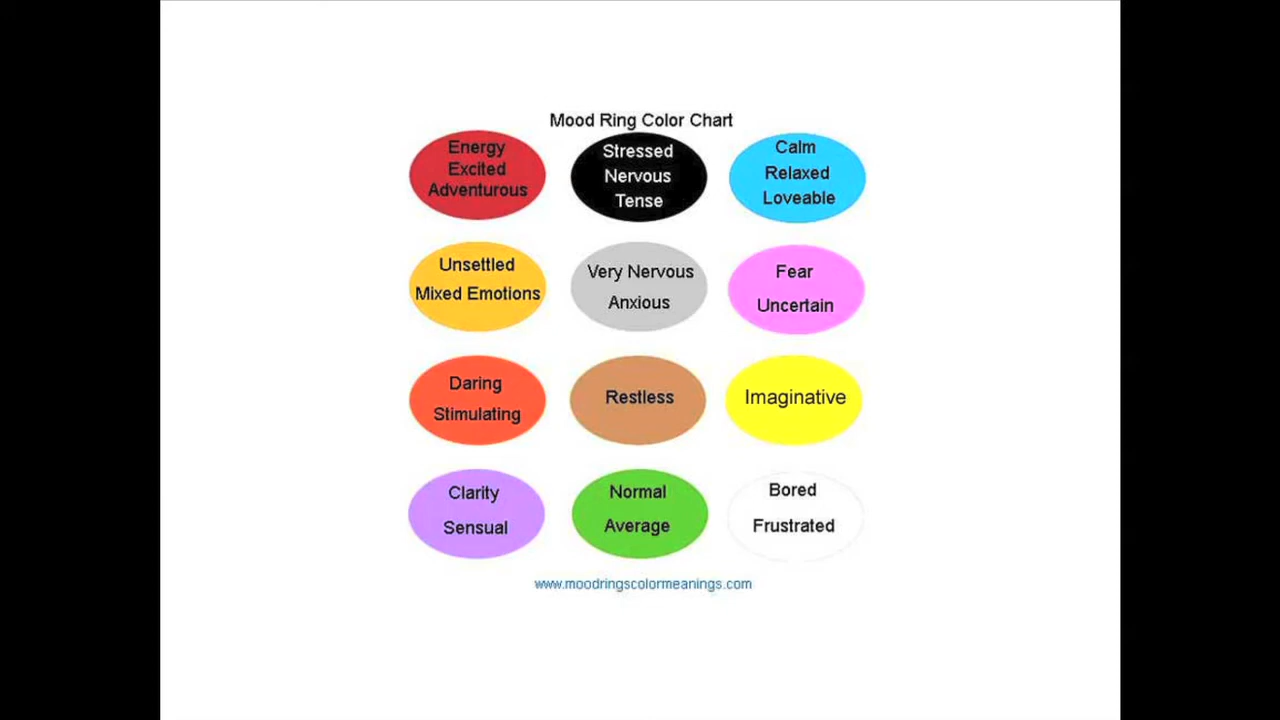 Mood Ring Color Chart
Energy
Excited
Adventurous
Stressed
Nervous
Tense
Calm
Relaxed
Loveable
Unsettled
Mixed Emotions
Very Nervous
Anxious
Fear
Uncertain
Daring
Stimulating
Restless
Imaginative
Clarity
Sensual
Normal
Average
Bored
Frustrated
www.moodringscolormeanings.com